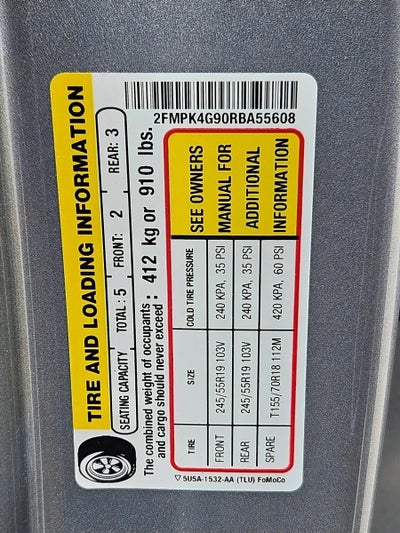 2FMPK4G90RBA55608
TIRE AND LOADING INFORMATION
SEATING CAPACITY TOTAL : 5 FRONT: 2 REAR: 3
The combined weight of occupants : 412 kg or 910 lbs.
and cargo should never exceed :
TIRE SIZE COLD TIRE PRESSURE SEE OWNERS
FRONT 245/55R19 103V 240 KPA, 35 PSI MANUAL FOR
REAR 245/55R19 103V 240 KPA, 35 PSI ADDITIONAL
SPARE T155/70R18 112M 420 KPA, 60 PSI INFORMATION
▽ 5U5A-1532-AA (TLU) FoMoCo